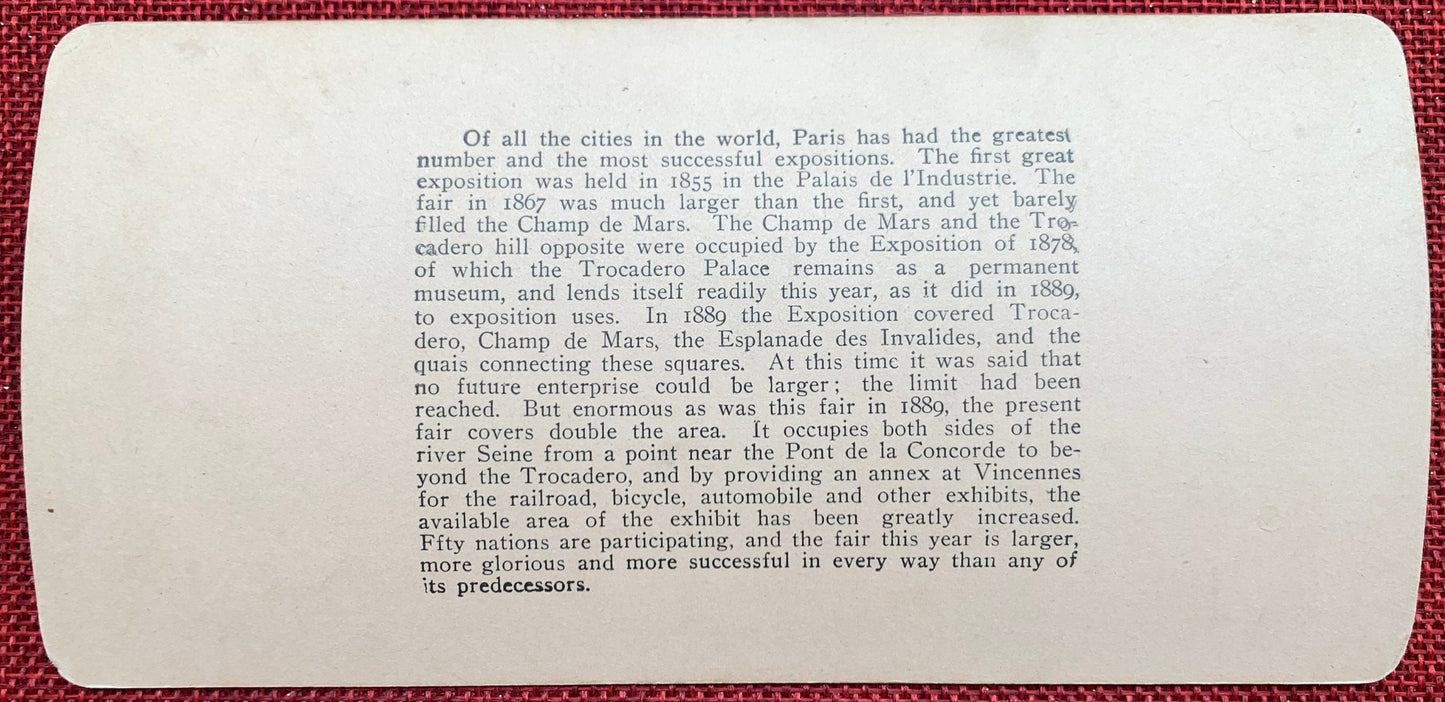 Of all the cities in the world, Paris has had the greatest
number and the most successful expositions. The first great
exposition was held in 1855 in the Palais de l'Industrie. The
fair in 1867 was much larger than the first, and yet barely
filled the Champ de Mars. The Champ de Mars and the Tro-
cadero hill opposite were occupied by the Exposition of 1878,
of which the Trocadero Palace remains as a permanent
museum, and lends itself readily this year, as it did in 1889,
to exposition uses. In 1889 the Exposition covered Troca-
dero, Champ de Mars, the Esplanade des Invalides, and the
quais connecting these squares. At this time it was said that
no future enterprise could be larger; the limit had been
reached. But enormous as was this fair in 1889, the present
fair covers double the area. It occupies both sides of the
river Seine from a point near the Pont de la Concorde to be-
yond the Trocadero, and by providing an annex at Vincennes
for the railroad, bicycle, automobile and other exhibits, the
available area of the exhibit has been greatly increased.
Ffty nations are participating, and the fair this year is larger,
more glorious and more successful in every way than any of
its predecessors.